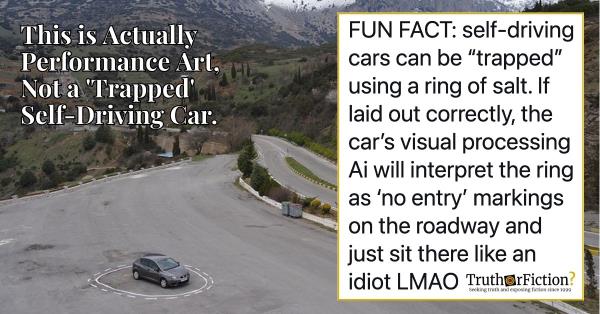 This is Actually
Performance Art,
Not a 'Trapped'
Self-Driving Car.
FUN FACT: self-driving
cars can be “trapped”
using a ring of salt. If
laid out correctly, the
car’s visual processing
Ai will interpret the ring
as ‘no entry’ markings
on the roadway and
just sit there like an
idiot LMAO
TruthorFiction?
Seeking truth and exposing fiction since 1999